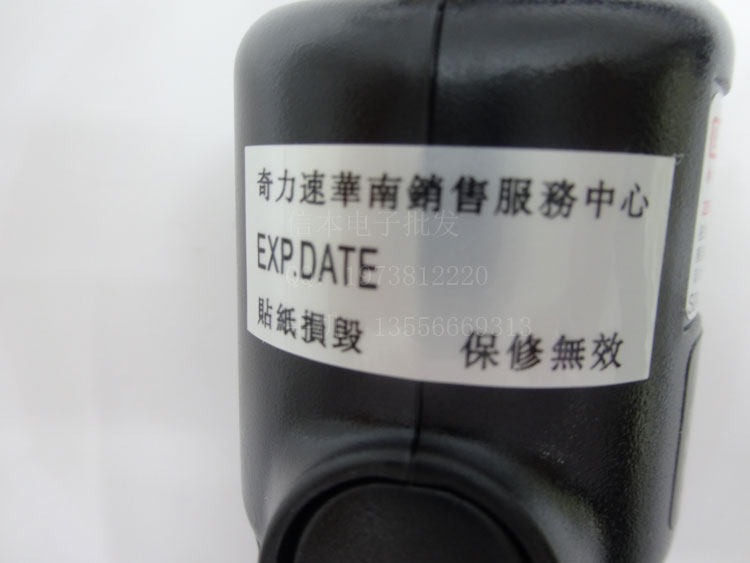 奇力速華南銷售服務中心
信本电子批发
EXP.DATE
1973812220
貼紙損毀 保修無效
13556669313